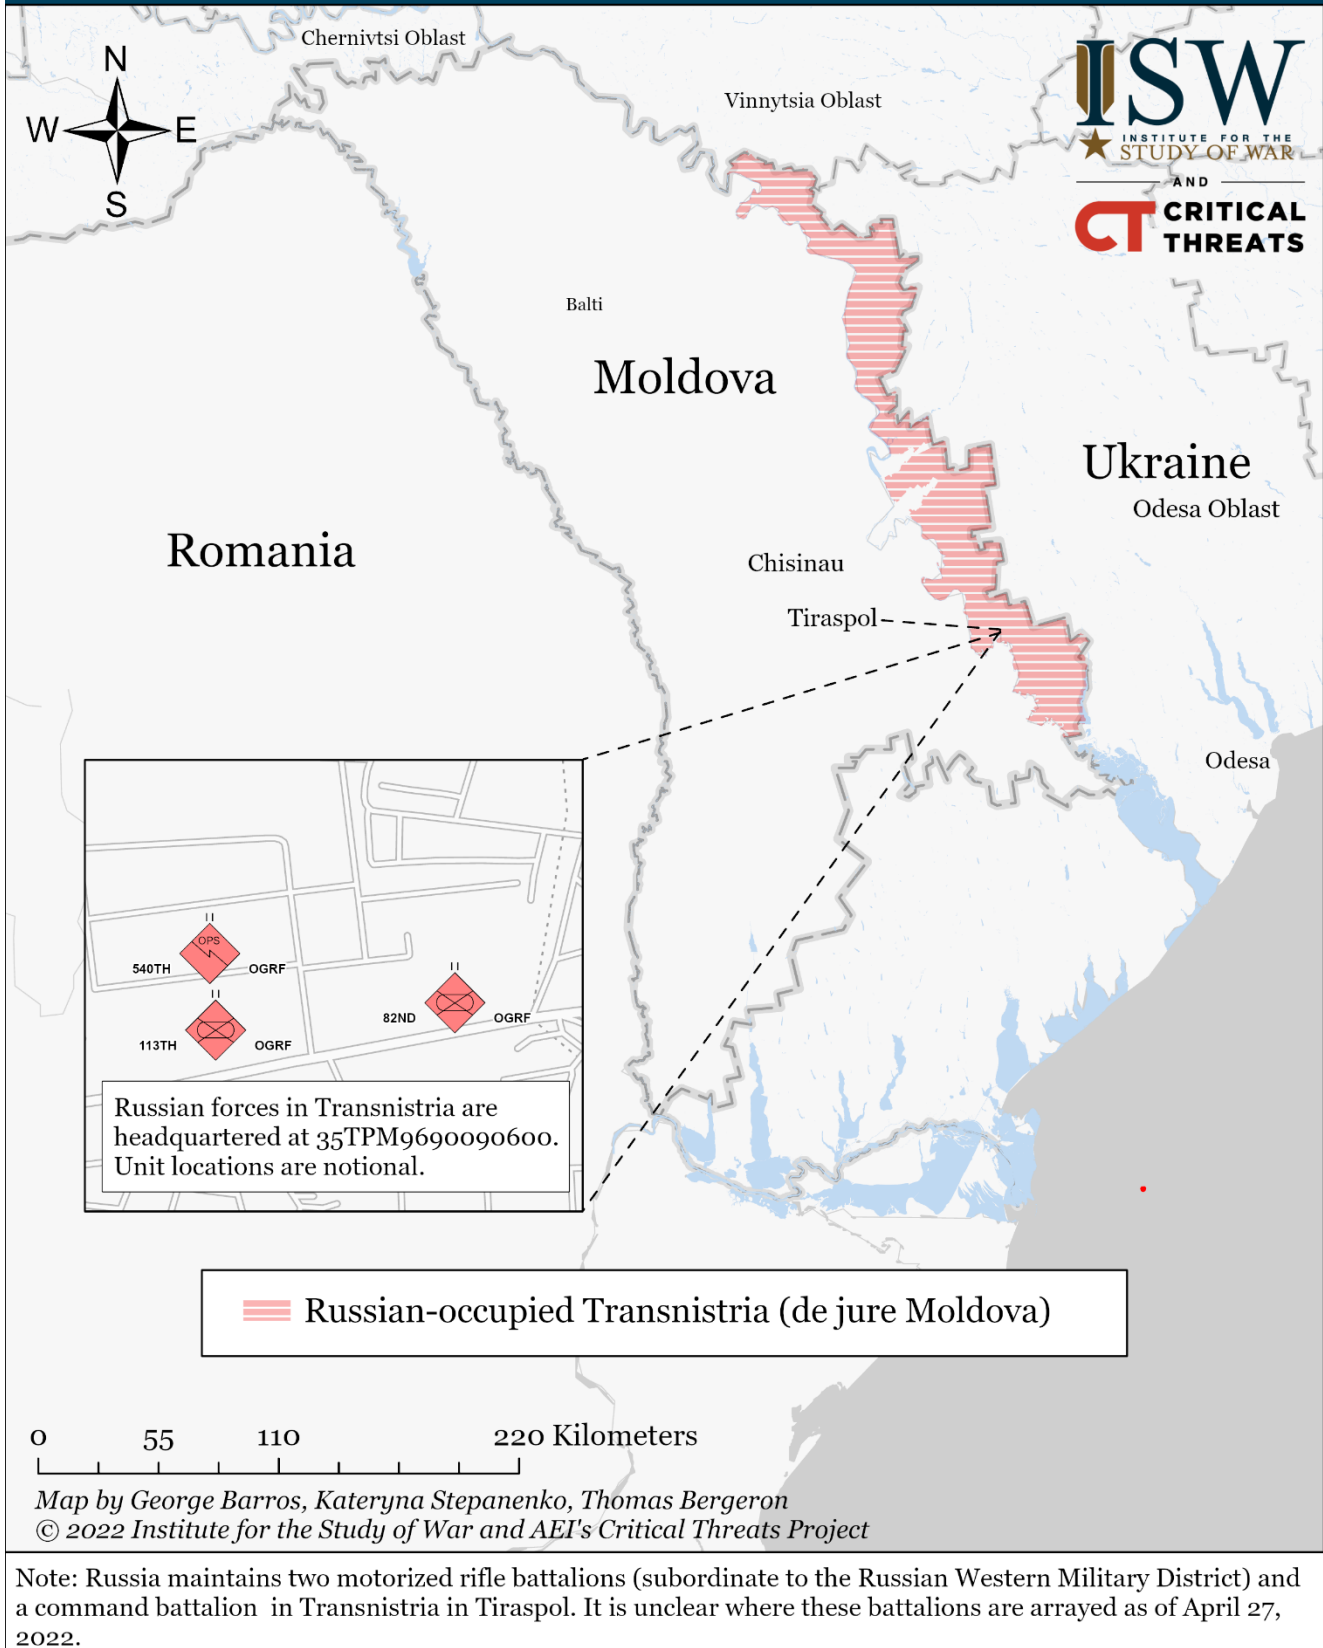 Chernivtsi Oblast
N
W E
S
Vinnytsia Oblast
ISW
INSTITUTE FOR THE
STUDY OF WAR
AND
CT CRITICAL
THREATS
Balti
Moldova
Ukraine
Odesa Oblast
Romania
Chisinau
Tiraspol
Odesa
OPS
540TH OGRF
82ND OGRF
113TH OGRF
Russian forces in Transnistria are
headquartered at 35TPM9690090600.
Unit locations are notional.
Russian-occupied Transnistria (de jure Moldova)
0 55 110 220 Kilometers
Map by George Barros, Kateryna Stepanenko, Thomas Bergeron
© 2022 Institute for the Study of War and AEI's Critical Threats Project
Note: Russia maintains two motorized rifle battalions (subordinate to the Russian Western Military District) and
a command battalion in Transnistria in Tiraspol. It is unclear where these battalions are arrayed as of April 27,
2022.